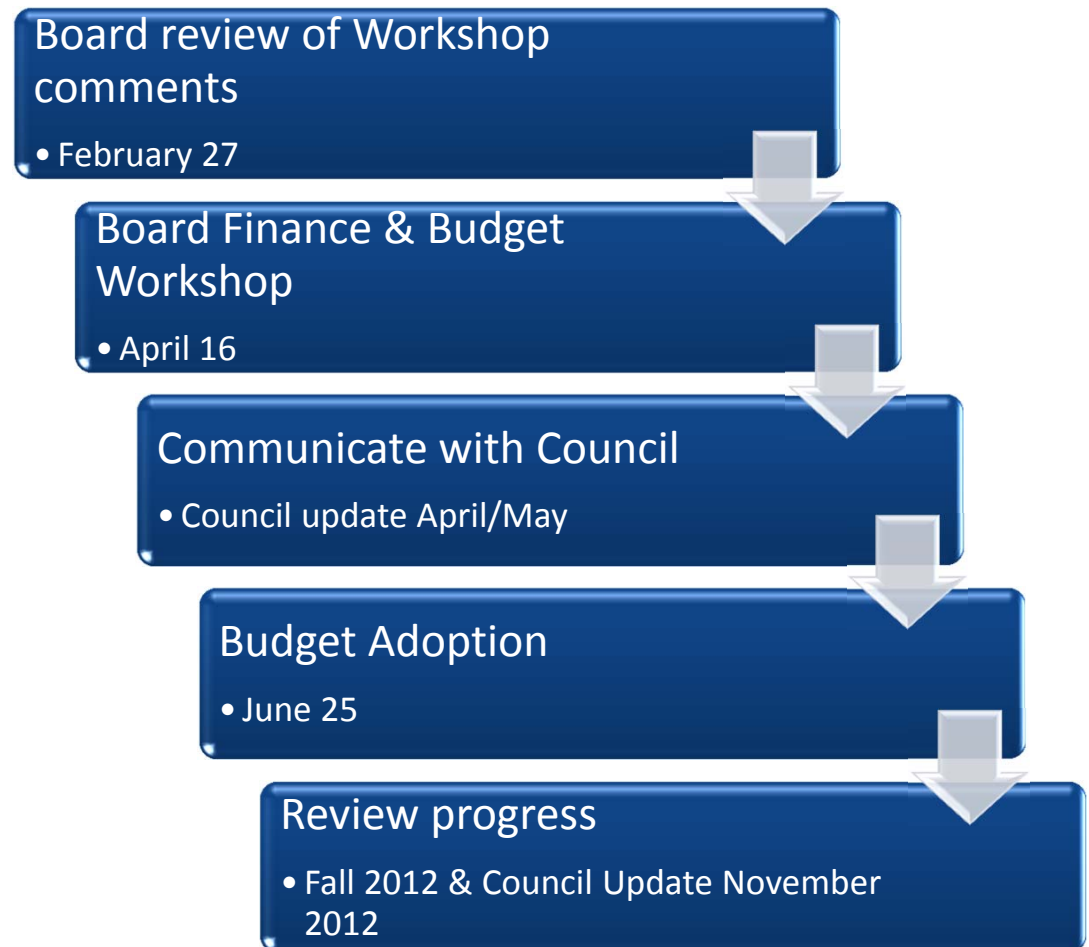 Board review of Workshop
comments
• February 27
Board Finance & Budget
Workshop
• April 16
Communicate with Council
• Council update April/May
Budget Adoption
• June 25
Review progress
• Fall 2012 & Council Update November
2012